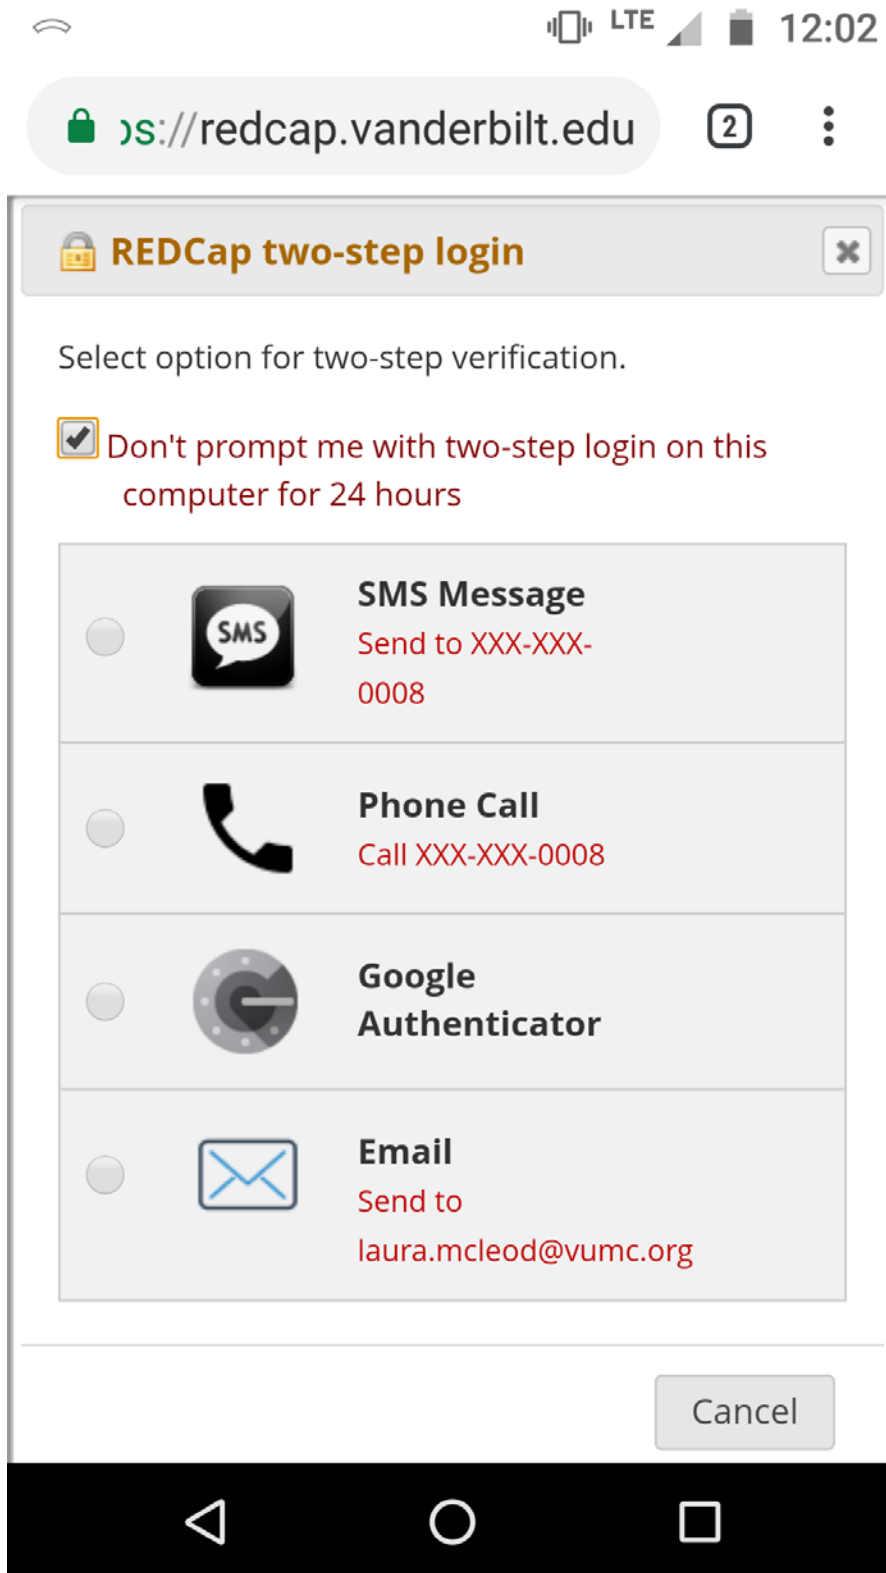 LTE 12:02
ps://redcap.vanderbilt.edu 2
REDCap two-step login
Select option for two-step verification.
Don't prompt me with two-step login on this
computer for 24 hours
SMS
SMS Message
Send to XXX-XXX-
0008
Phone Call
Call XXX-XXX-0008
Google
Authenticator
Email
Send to
laura.mcleod@vumc.org
Cancel